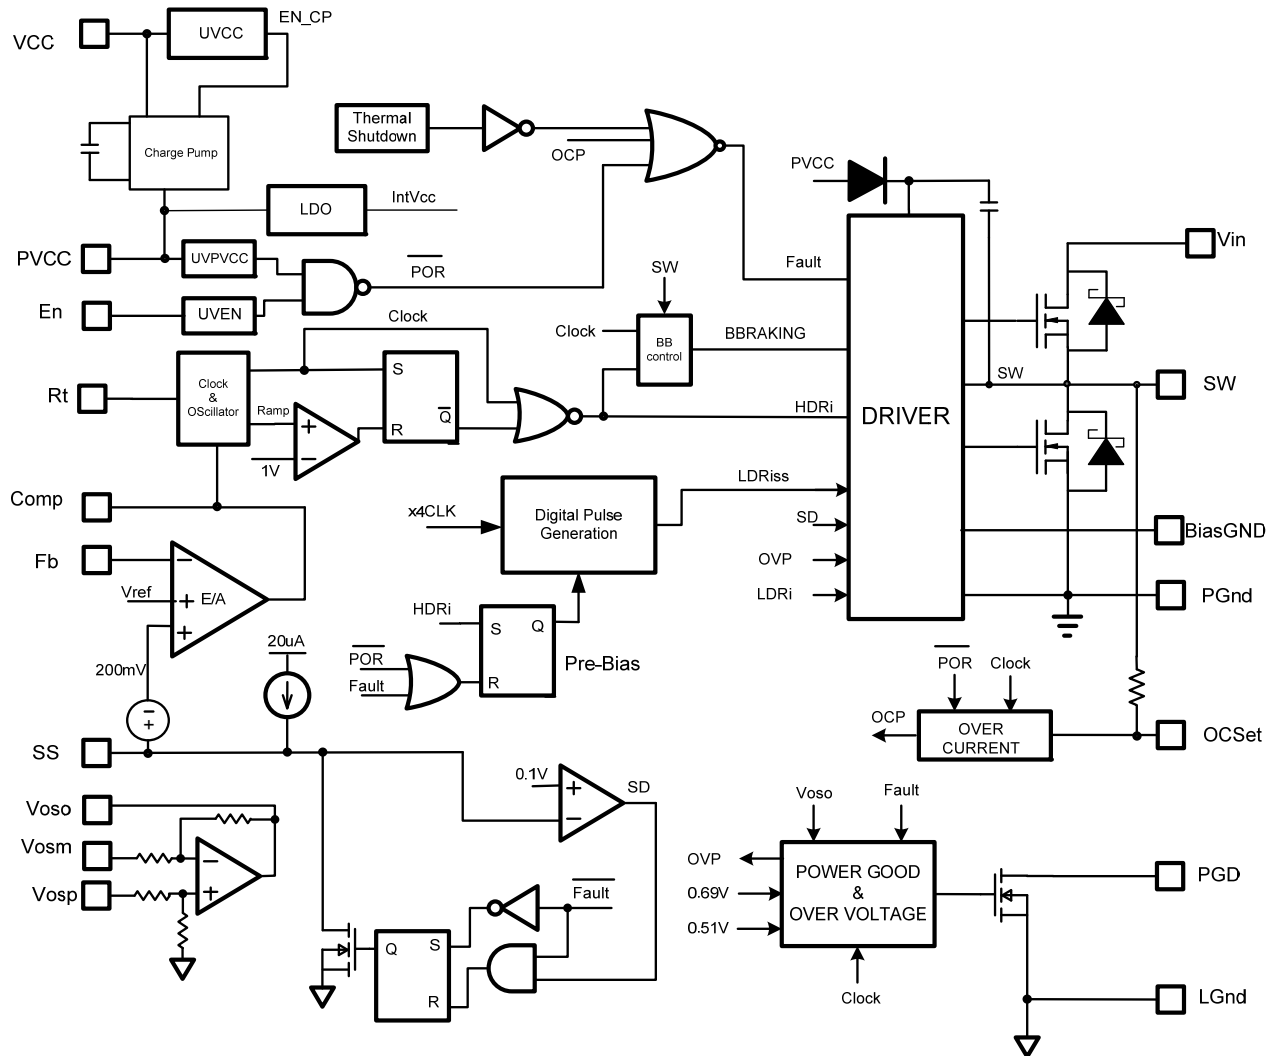 VCC
UVCC
EN_CP
Charge Pump
Thermal
Shutdown
OCP
LDO
IntVcc
PVCC
UVPVCC
POR
En
UVEN
PVCC
Fault
SW
Clock
BB
control
BBRAKING
Clock
Rt
Clock
&
OScillator
Ramp
1V
S
R
Q
HDRi
DRIVER
Vin
SW
SW
BiasGND
PGnd
Comp
Fb
Vref
E/A
200mV
x4CLK
Digital Pulse
Generation
LDRiss
SD
OVP
LDRi
HDRi
POR
Fault
S
Q
R
Pre-Bias
20uA
SS
POR
Clock
OCP
OVER
CURRENT
OCSet
0.1V
SD
Voso
Vosm
Vosp
Fault
Q
S
R
Voso
Fault
OVP
0.69V
0.51V
POWER GOOD
&
OVER VOLTAGE
Clock
PGD
LGnd